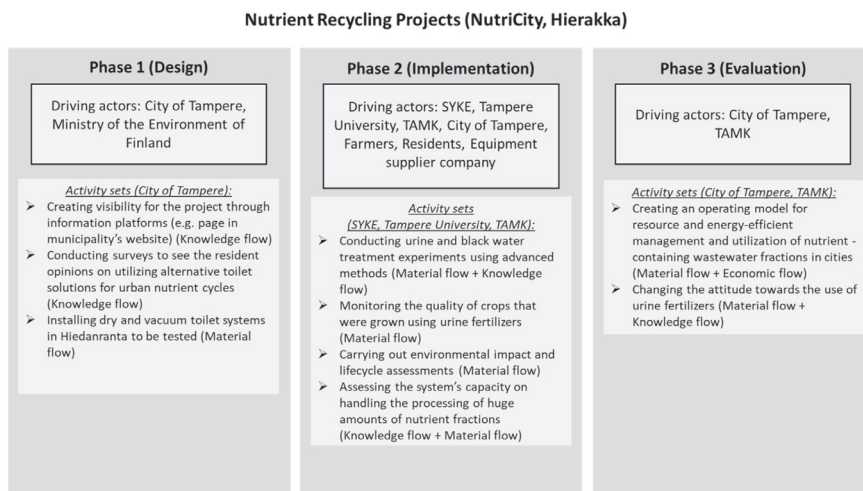 Nutrient Recycling Projects (NutriCity, Hierakka)
Phase 1 (Design)
Driving actors: City of Tampere,
Ministry of the Environment of
Finland
Activity sets (City of Tampere):
➢ Creating visibility for the project through
information platforms (e.g. page in
municipality's website) (Knowledge flow)
➢ Conducting surveys to see the resident
opinions on utilizing alternative toilet
solutions for urban nutrient cycles
(Knowledge flow)
➢ Installing dry and vacuum toilet systems
in Hiedanranta to be tested (Material
flow)
Phase 2 (Implementation)
Driving actors: SYKE, Tampere
University, TAMK, City of Tampere,
Farmers, Residents, Equipment
supplier company
Activity sets
(SYKE, Tampere University, TAMK):
➢ Conducting urine and black water
treatment experiments using advanced
methods (Material flow + Knowledge
flow)
➢ Monitoring the quality of crops that
were grown using urine fertilizers
(Material flow)
➢ Carrying out environmental impact and
lifecycle assessments (Material flow)
➢ Assessing the system's capacity on
handling the processing of huge
amounts of nutrient fractions
(Knowledge flow + Material flow)
Phase 3 (Evaluation)
Driving actors: City of Tampere,
TAMK
Activity sets (City of Tampere, TAMK):
➢ Creating an operating model for
resource and energy-efficient
management and utilization of nutrient -
containing wastewater fractions in cities
(Material flow + Economic flow)
➢ Changing the attitude towards the use of
urine fertilizers (Material flow +
Knowledge flow)